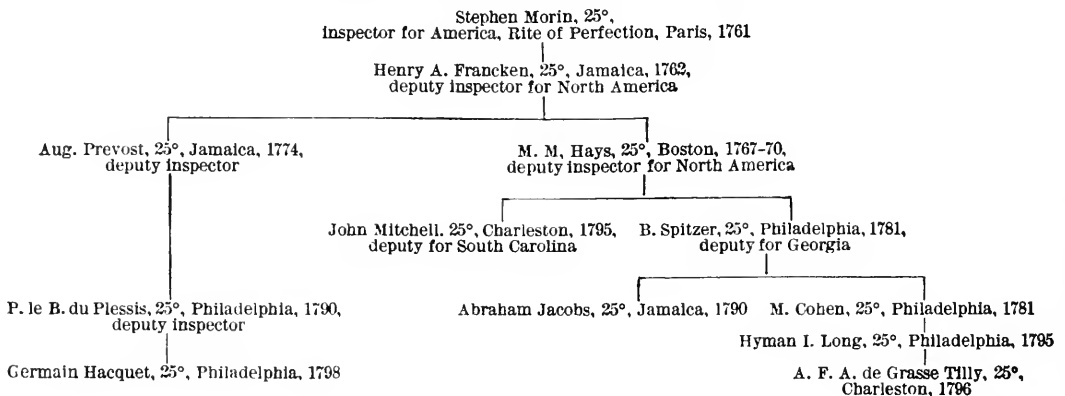 Stephen Morin, 25°,
Inspector for America, Rite of Perfection, Paris, 1761
Henry A. Francken, 25°, Jamaica, 1762,
deputy inspector for North America
Aug. Prevost, 25°, Jamaica, 1774,
deputy inspector
M. M, Hays, 25°, Boston, 1767-70,
deputy inspector for North America
John Mitchell. 25°, Charleston, 1795,
deputy for South Carolina
B. Spitzer, 25°, Philadelphia, 1781,
deputy for Georgia
P. le B. du Plessis, 25°, Philadelphia, 1790,
deputy inspector
Abraham Jacobs, 25°, Jamaica, 1790
M. Cohen, 25°, Philadelphia, 1781
Hyman I. Long, 25°, Philadelphia, 1795
Germain Hacquet, 25°, Philadelphia, 1798
A. F. A. de Grasse Tilly, 25°,
Charleston, 1796